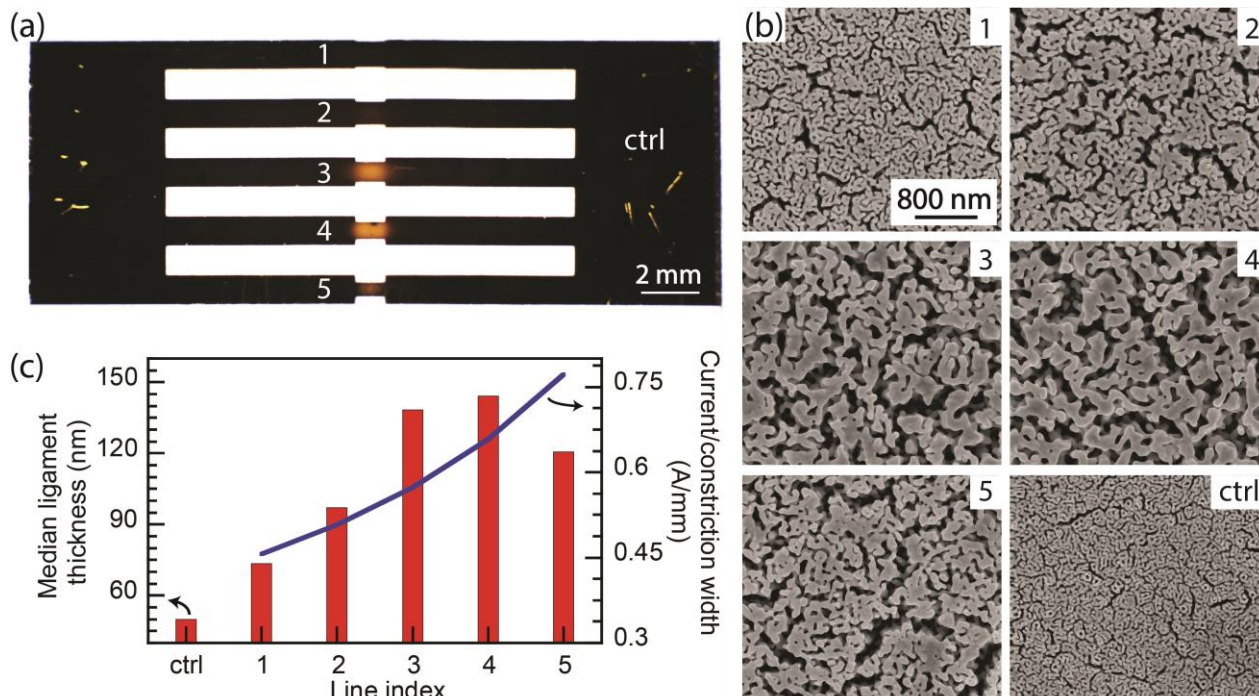 (a)
1
2
3
4
5
ctrl
2 mm
(b)
1
800 nm
2
3
4
5
ctrl
(c)
Median ligament
thickness (nm)
150
120
90
60
Current/constriction width
(A/mm)
0.75
0.6
0.45
0.3
ctrl 1 2 3 4 5
Line index